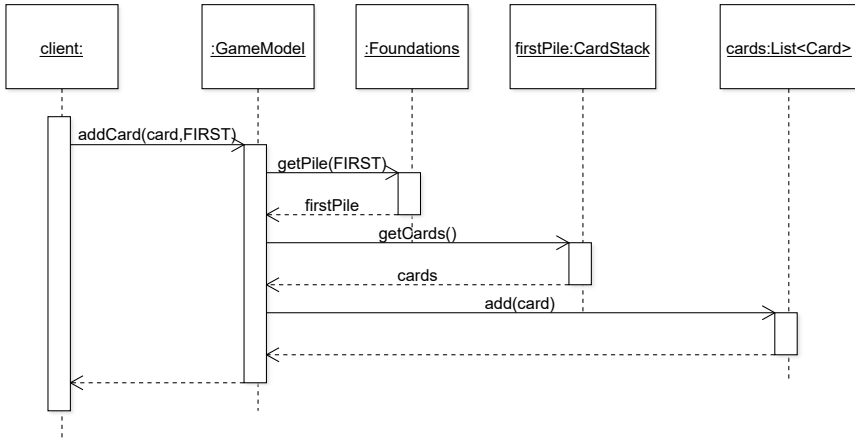 client:
:GameModel
:Foundations
firstPile:CardStack
cards:List<Card>
addCard(card,FIRST)
getPile(FIRST)
firstPile
getCards()
cards
add(card)